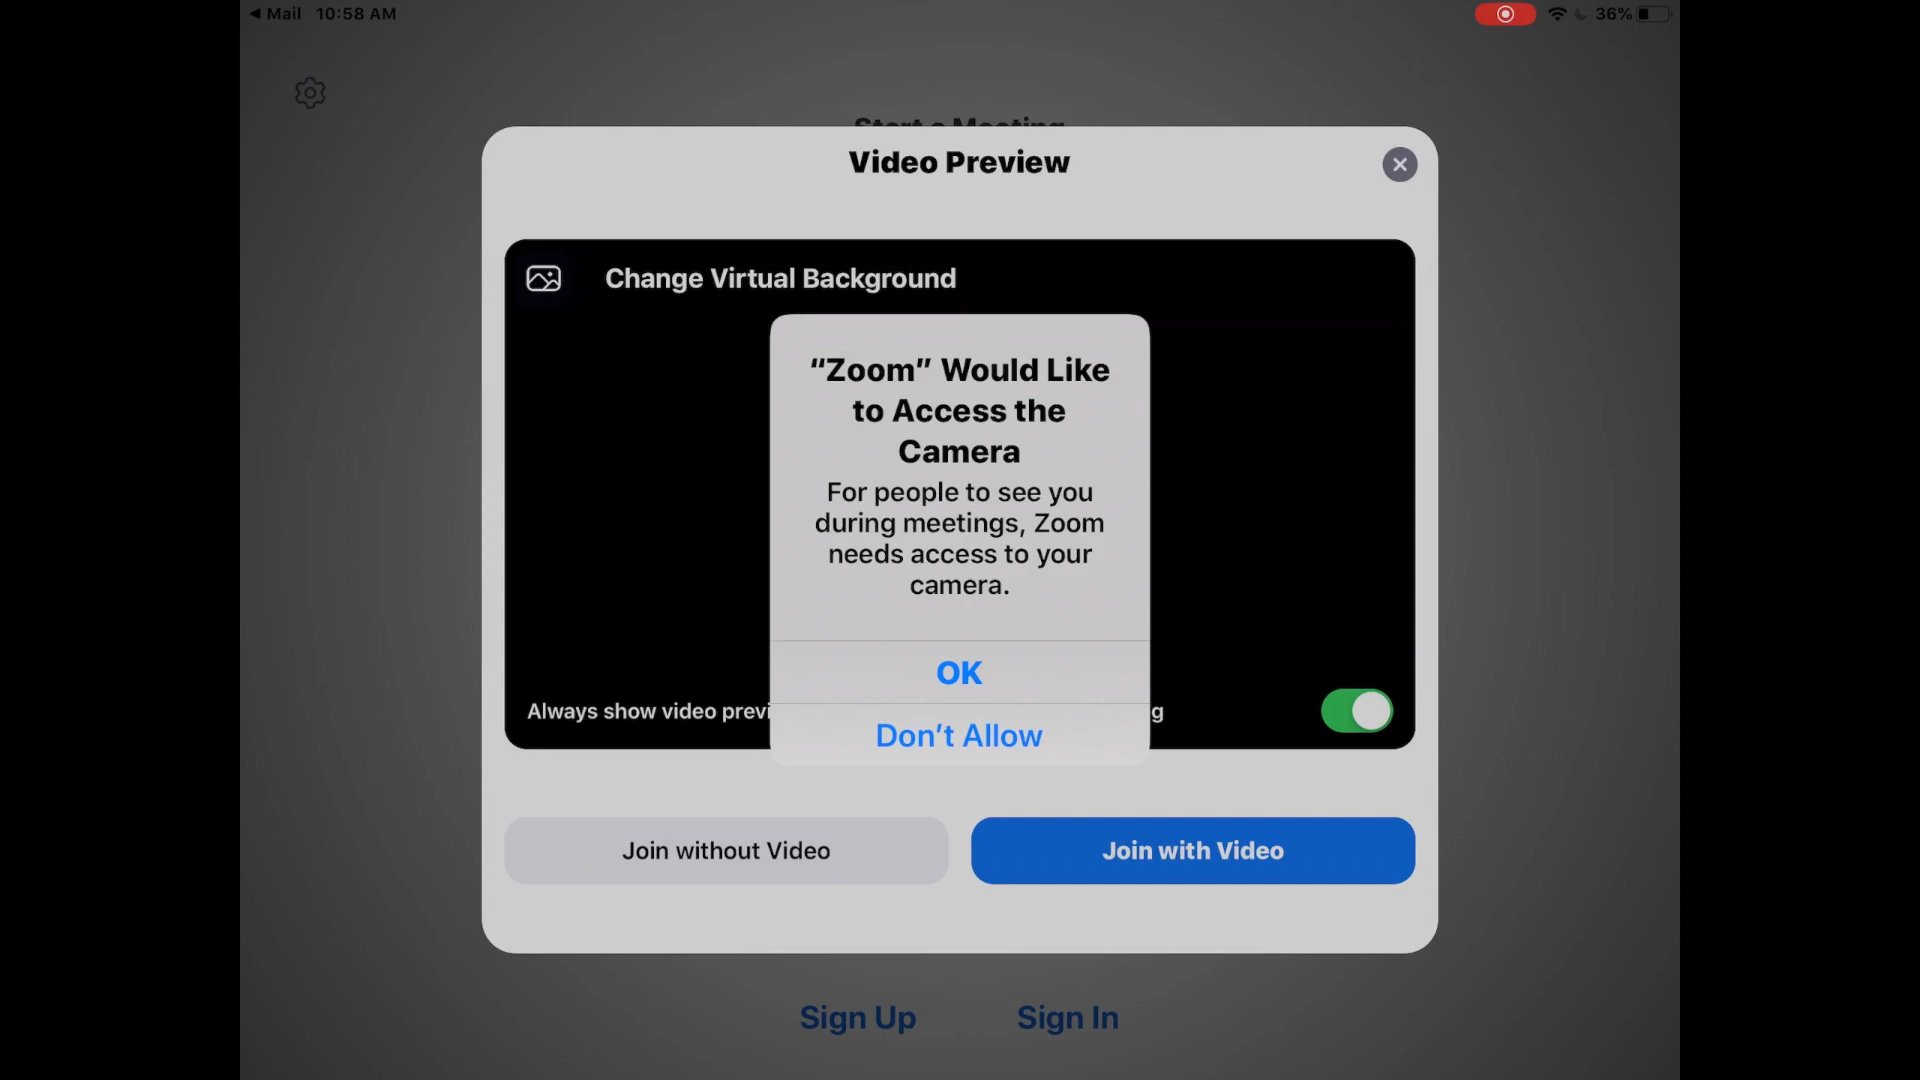 ◀ Mail 10:58 AM 36%
Start a Meeting
Video Preview
Change Virtual Background
“Zoom” Would Like
to Access the
Camera
For people to see you
during meetings, Zoom
needs access to your
camera.
OK
Always show video previ g
Don’t Allow
Join without Video Join with Video
Sign Up Sign In